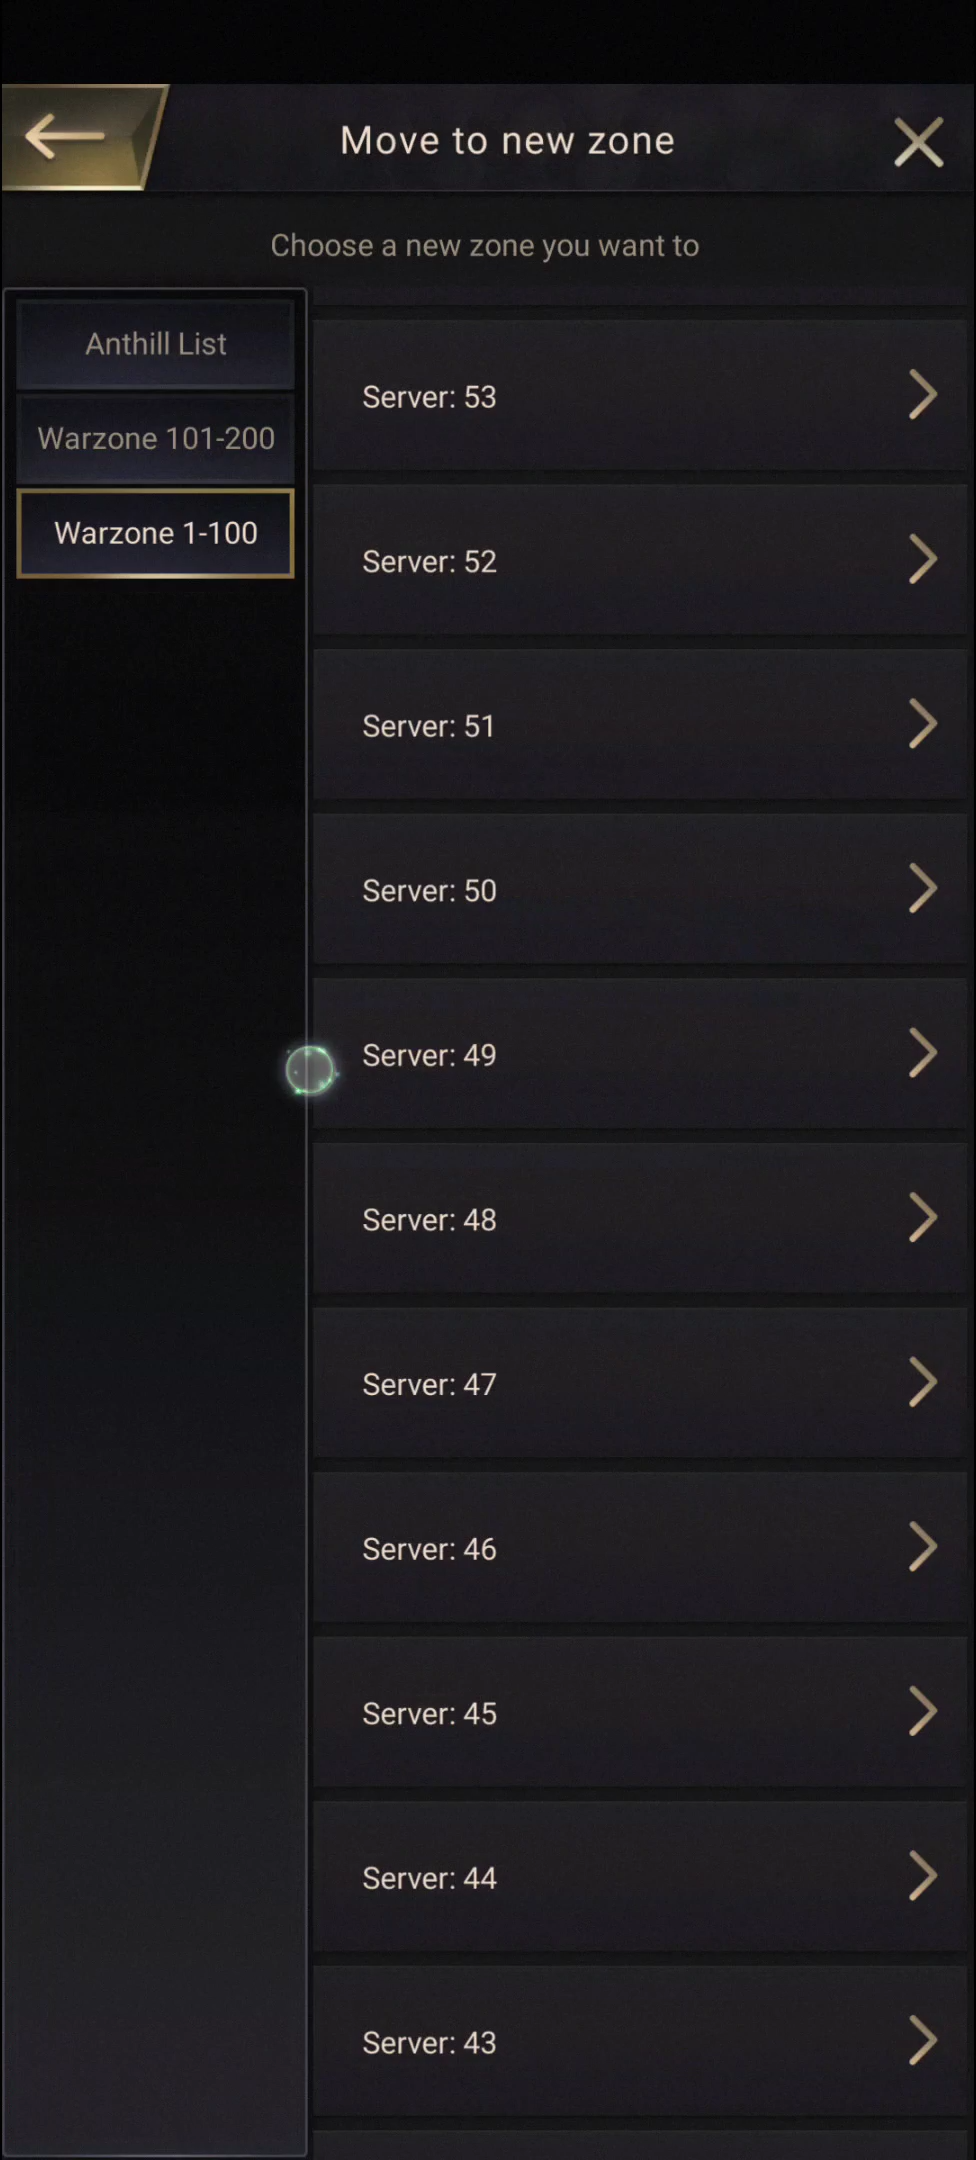 Move to new zone
Choose a new zone you want to
Anthill List
Warzone 101-200
Warzone 1-100
Server: 53
Server: 52
Server: 51
Server: 50
Server: 49
Server: 48
Server: 47
Server: 46
Server: 45
Server: 44
Server: 43